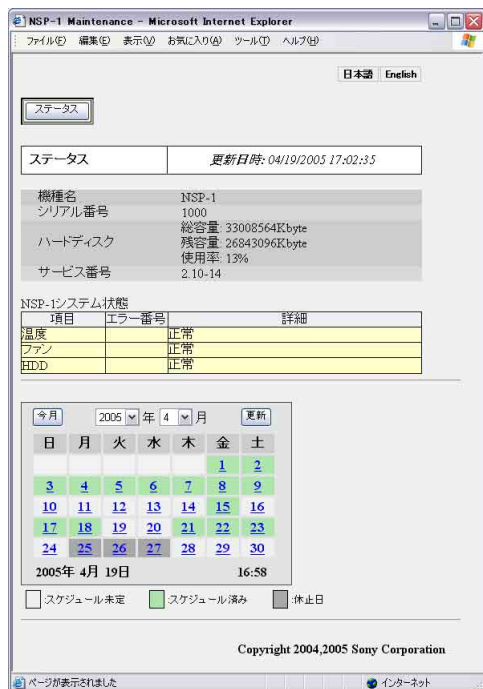 NSP-1 Maintenance - Microsoft Internet Explorer
ファイル(F) 編集(E) 表示(V) お気に入り(A) ツール(T) ヘルプ(H)
日本語 English
ステータス
ステータス 更新日時: 04/19/2005 17:02:35
機種名 NSP-1
シリアル番号 1000
ハードディスク 総容量: 33008564Kbyte
残容量: 26843096Kbyte
使用率: 13%
サービス番号 2.10-14
NSP-1システム状態
項目 エラー番号 詳細
温度 正常
ファン 正常
HDD 正常
今月 2005 年 4 月 更新
日 月 火 水 木 金 土
1 2
3 4 5 6 7 8 9
10 11 12 13 14 15 16
17 18 19 20 21 22 23
24 25 26 27 28 29 30
2005年 4月 19日 16:58
:スケジュール未定 :スケジュール済み :休止日
Copyright 2004,2005 Sony Corporation
ページが表示されました インターネット